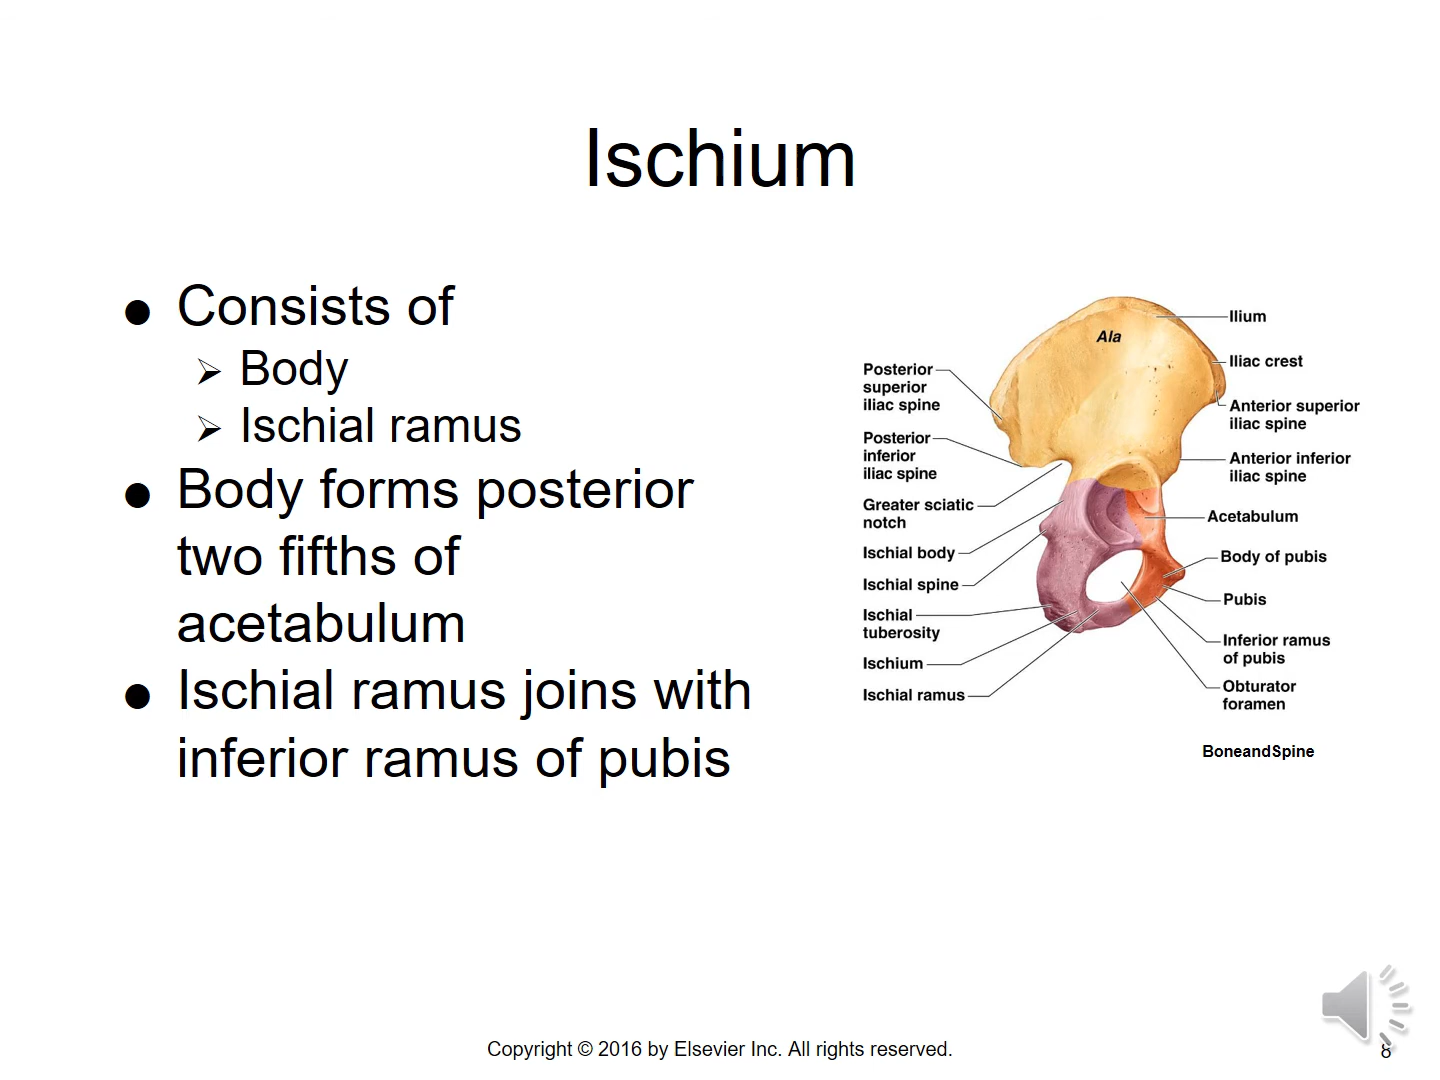 Ischium
● Consists of
➢ Body
➢ Ischial ramus
● Body forms posterior
two fifths of
acetabulum
● Ischial ramus joins with
inferior ramus of pubis
Ala
Posterior
superior
iliac spine
Posterior
inferior
iliac spine
Greater sciatic
notch
Ischial body
Ischial spine
Ischial
tuberosity
Ischium
Ischial ramus
Ilium
Iliac crest
Anterior superior
iliac spine
Anterior inferior
iliac spine
Acetabulum
Body of pubis
Pubis
Inferior ramus
of pubis
Obturator
foramen
BoneandSpine
Copyright © 2016 by Elsevier Inc. All rights reserved.
8